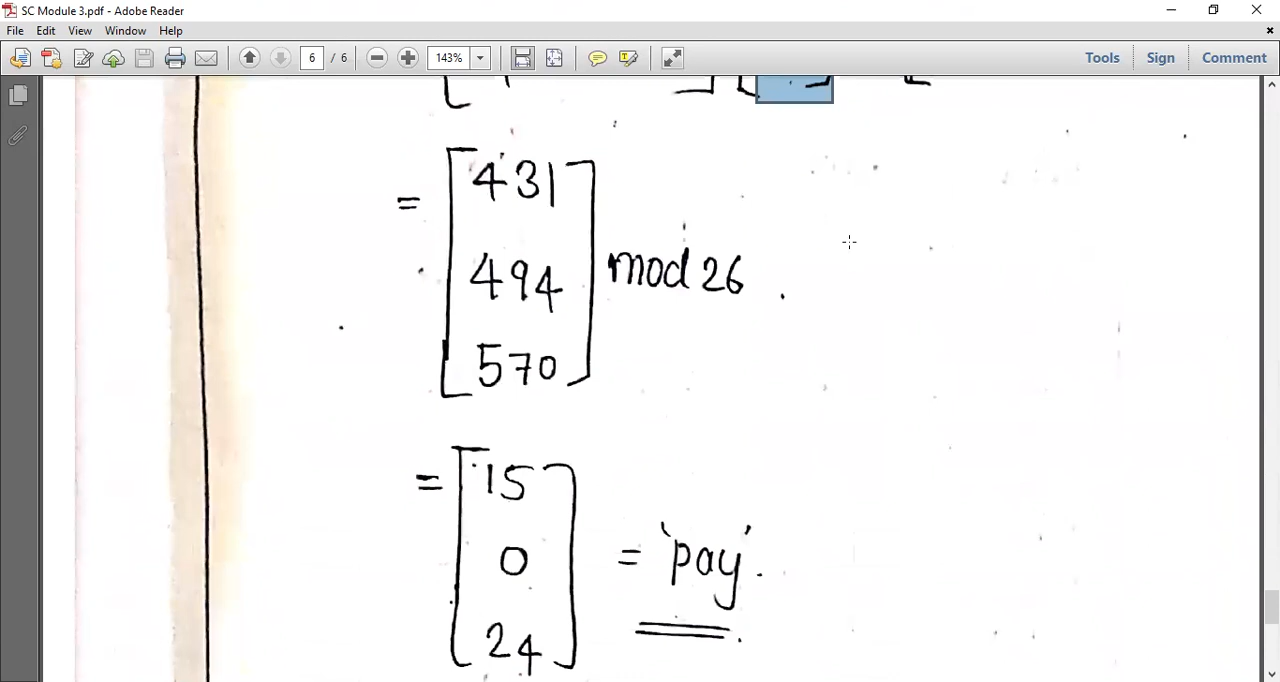 SC Module 3.pdf - Adobe Reader
File Edit View Window Help
6 / 6 143% Tools Sign Comment
= [431
494
570] mod 26
= [15
0
24] = 'pay'.